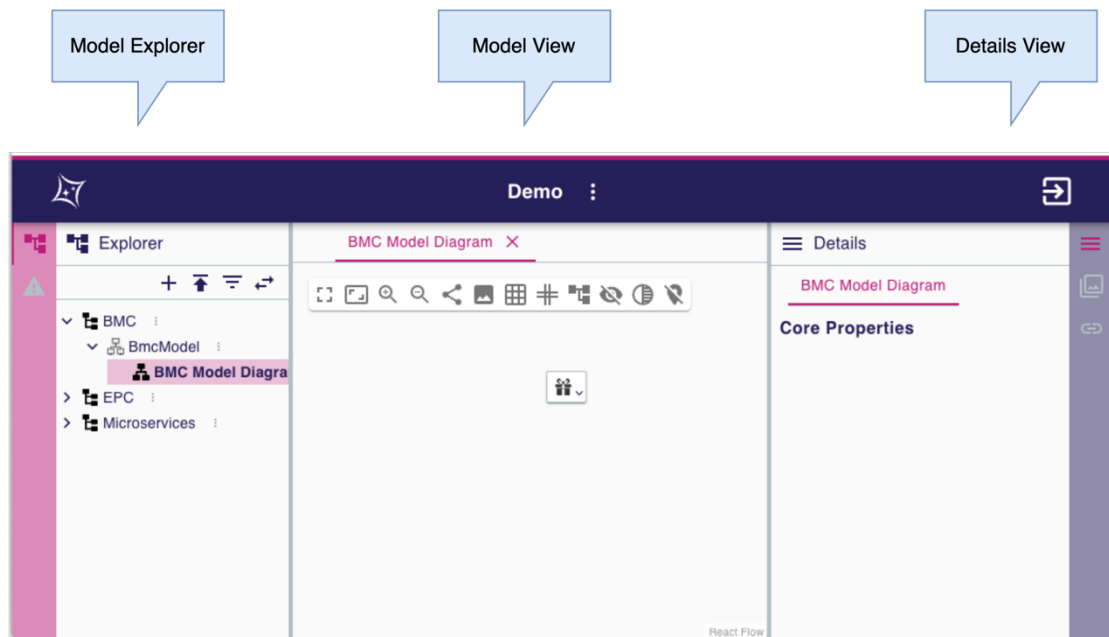 Model Explorer
Model View
Details View
Demo
Explorer
BMC Model Diagram
Details
BMC Model Diagram
Core Properties
BMC
BmcModel
BMC Model Diagra
EPC
Microservices
React Flow